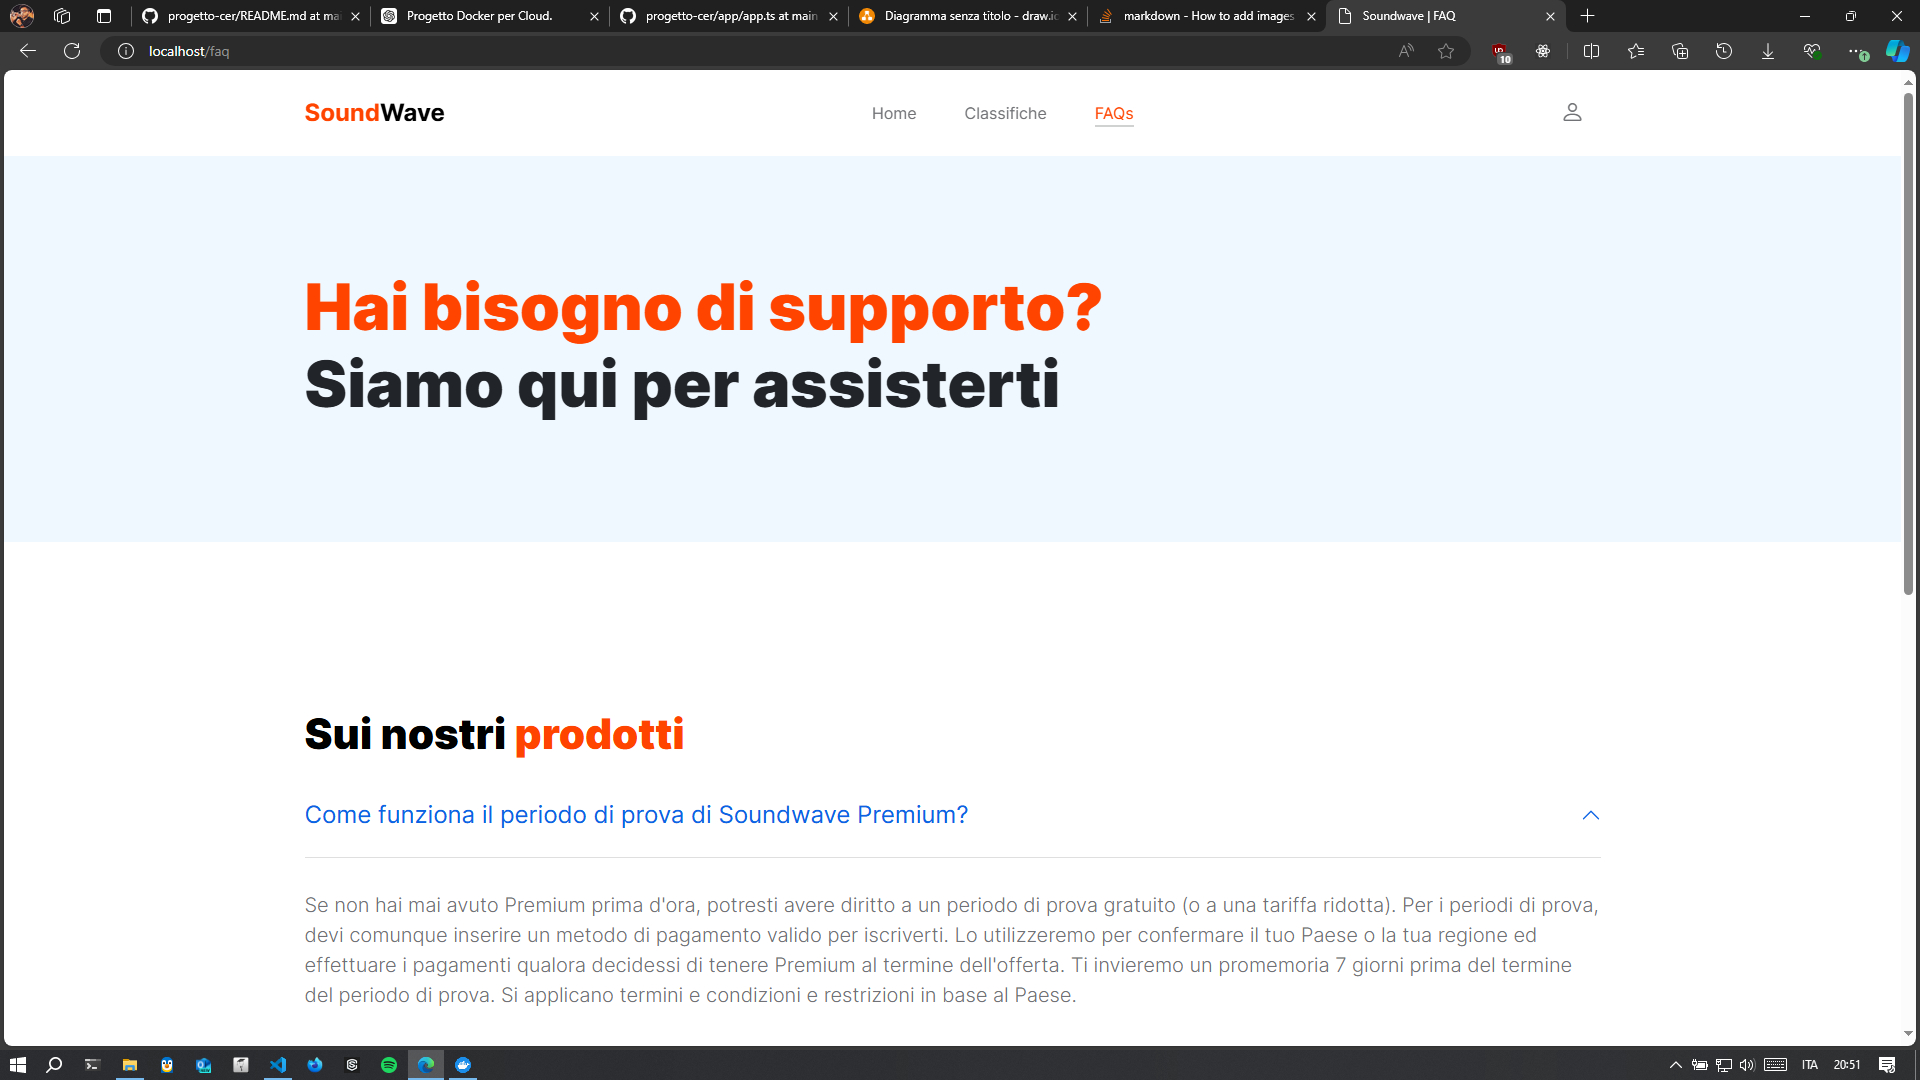 progetto-cer/README.md at mai
Progetto Docker per Cloud.
progetto-cer/app/app.ts at main
Diagramma senza titolo - draw.io
markdown - How to add images
Soundwave | FAQ
localhost/faq
10
1
SoundWave
Home
Classifiche
FAQs
Hai bisogno di supporto?
Siamo qui per assisterti
Sui nostri prodotti
Come funziona il periodo di prova di Soundwave Premium?
Se non hai mai avuto Premium prima d'ora, potresti avere diritto a un periodo di prova gratuito (o a una tariffa ridotta). Per i periodi di prova,
devi comunque inserire un metodo di pagamento valido per iscriverti. Lo utilizzeremo per confermare il tuo Paese o la tua regione ed
effettuare i pagamenti qualora decidessi di tenere Premium al termine dell'offerta. Ti invieremo un promemoria 7 giorni prima del termine
del periodo di prova. Si applicano termini e condizioni e restrizioni in base al Paese.
ITA
20:51